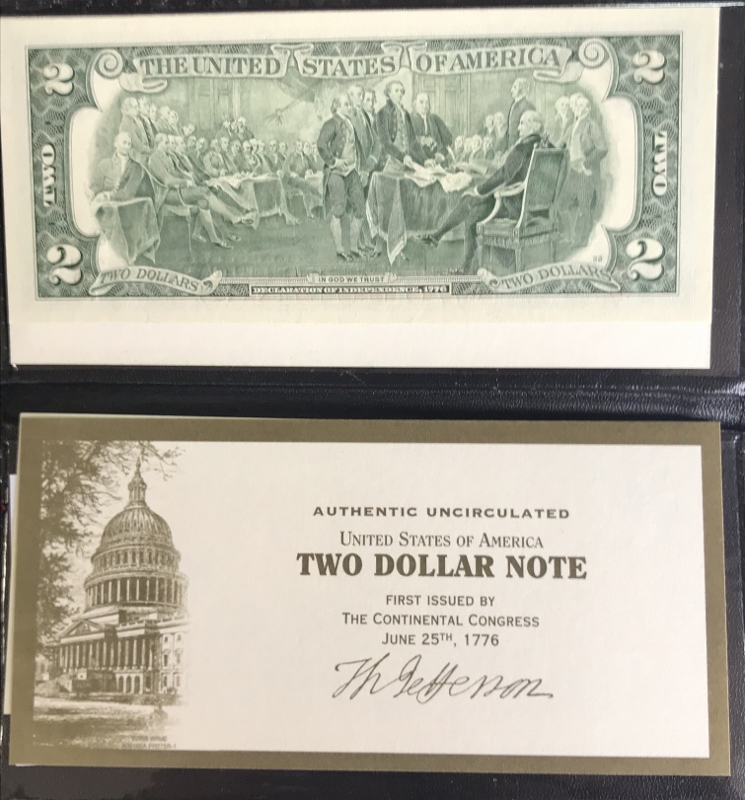 2 THE UNITED STATES OF AMERICA 2
TWO TWO
2 TWO DOLLARS IN GOD WE TRUST TWO DOLLARS 2
DECLARATION OF INDEPENDENCE, 1776
AUTHENTIC UNCIRCULATED
UNITED STATES OF AMERICA
TWO DOLLAR NOTE
FIRST ISSUED BY
THE CONTINENTAL CONGRESS
JUNE 25TH, 1776
Th Jefferson